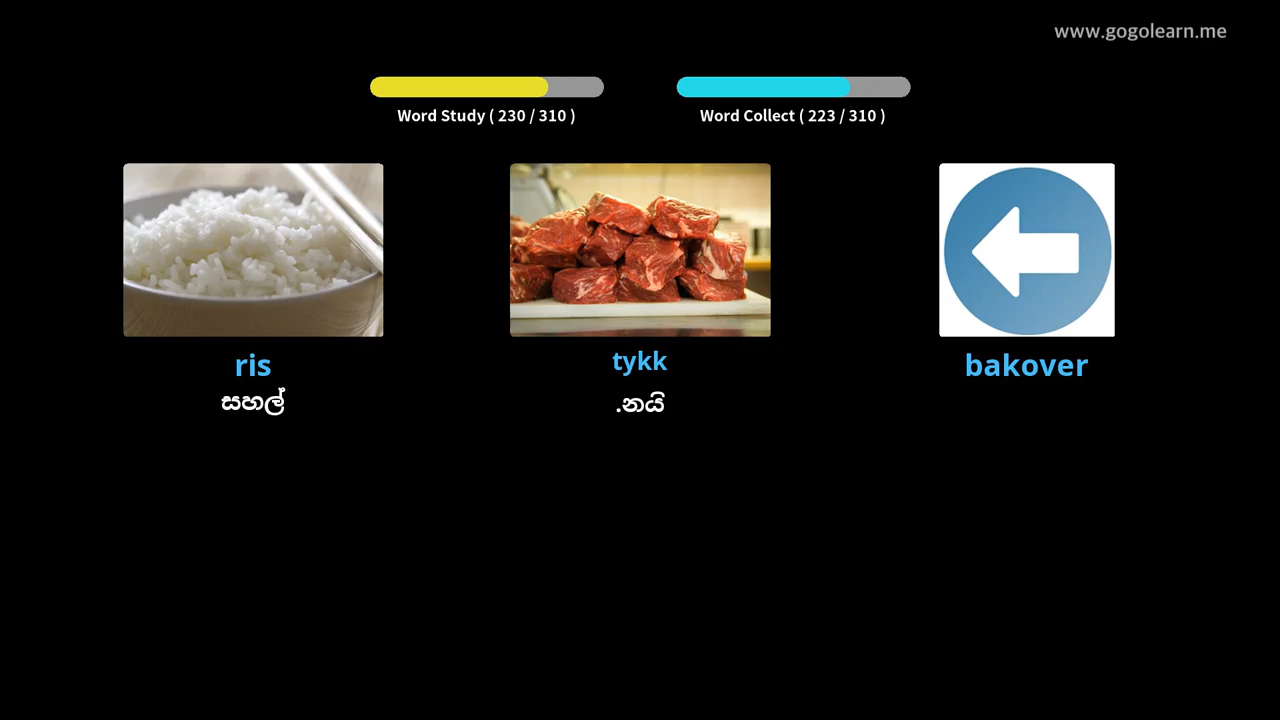 www.gogolearn.me
Word Study ( 230 / 310 )
Word Collect ( 223 / 310 )
ris
සහල්
tykk
.නයි
bakover